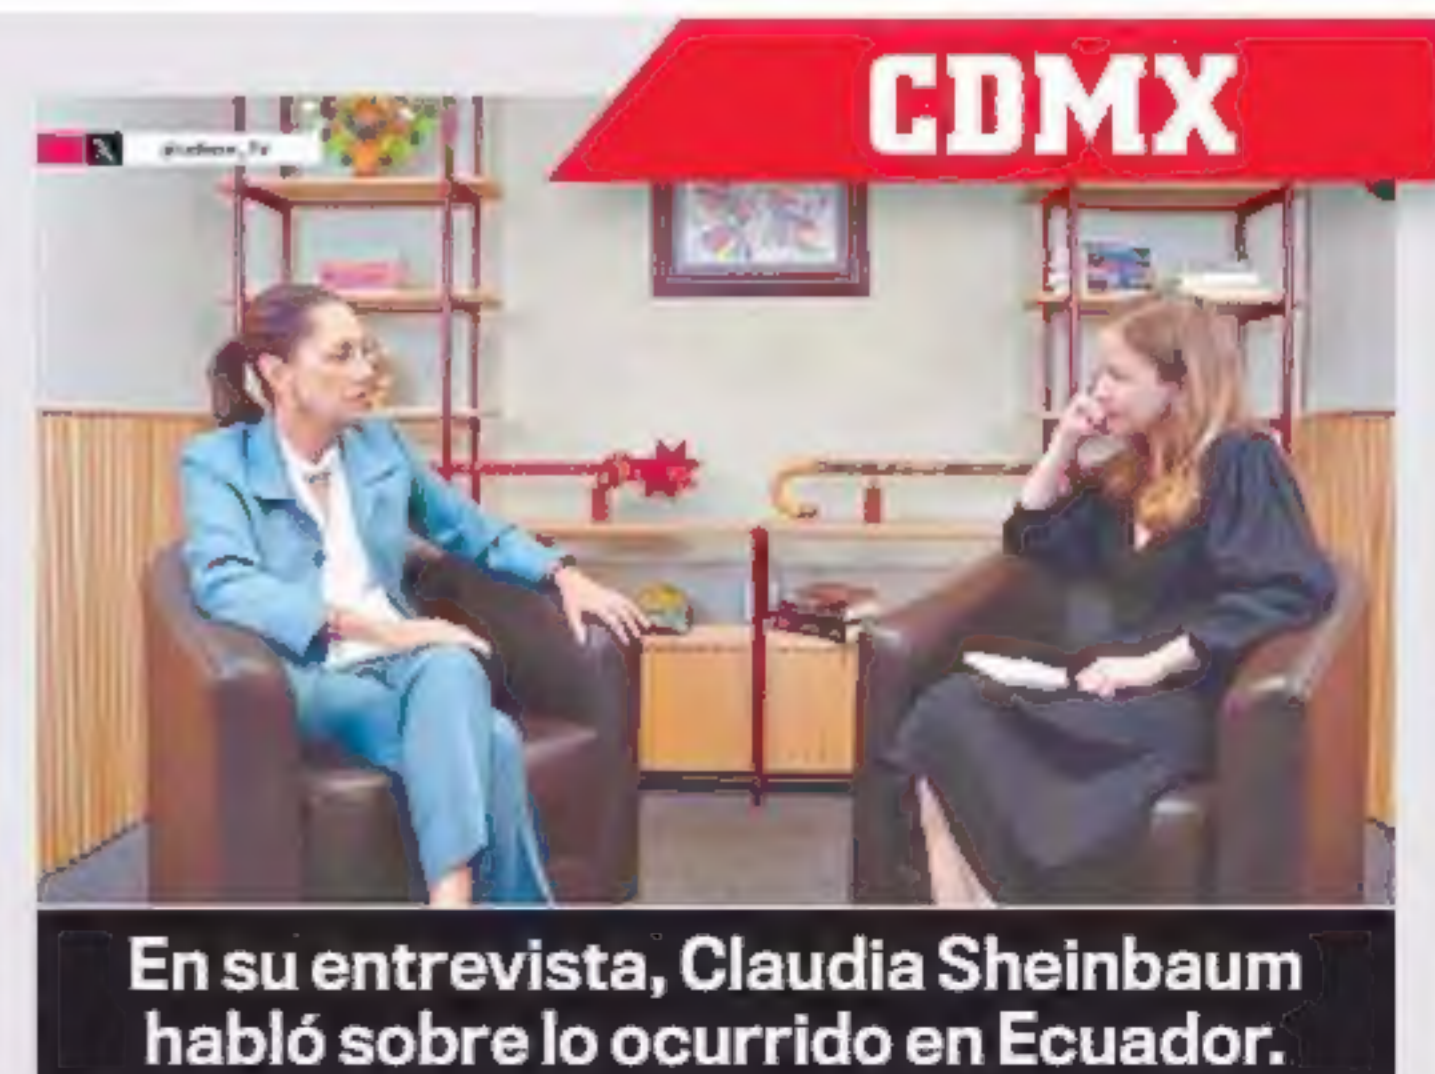 CDMX
En su entrevista, Claudia Sheinbaum
habló sobre lo ocurrido en Ecuador.